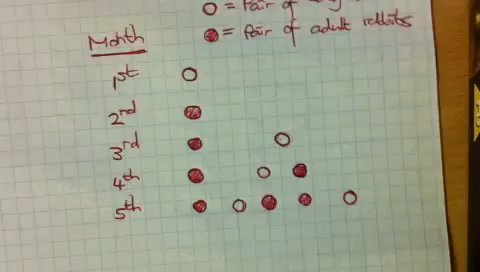 = Pair of
= Pair of adult rabbits
Month
1st
2nd
3rd
4th
5th